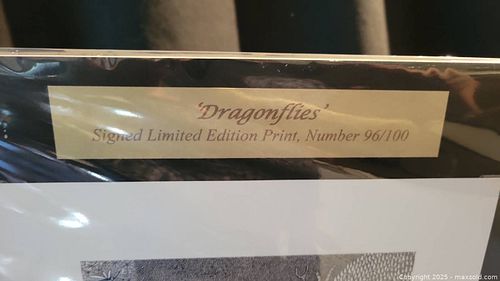 'Dragonflies'
Signed Limited Edition Print, Number 96/100
Copyright 2025 - maxsold.com